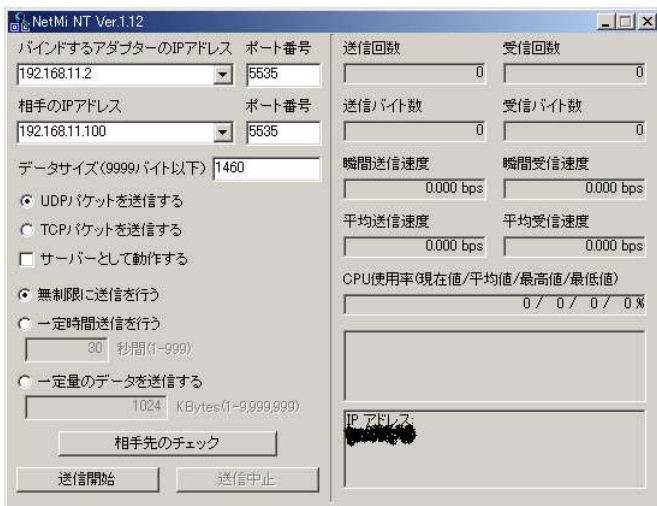 NetMi NT Ver.1.12
バインドするアダプターのIPアドレス ポート番号
192.168.11.2 5535
相手のIPアドレス ポート番号
192.168.11.100 5535
データサイズ(9999バイト以下) 1460
UDPパケットを送信する
TCPパケットを送信する
サーバーとして動作する
無制限に送信を行う
一定時間送信を行う
30 秒間(1-999)
一定量のデータを送信する
1024 KBytes(1-9,999,999)
相手先のチェック
送信開始 送信中止
送信回数 受信回数
0 0
送信バイト数 受信バイト数
0 0
瞬間送信速度 瞬間受信速度
0.000 bps 0.000 bps
平均送信速度 平均受信速度
0.000 bps 0.000 bps
CPU使用率(現在値/平均値/最高値/最低値)
0 / 0 / 0 / 0 %
IP アドレス: